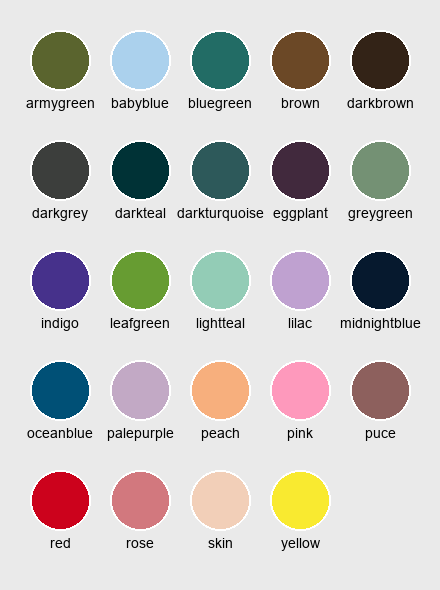 armygreen babyblue bluegreen brown darkbrown
darkgrey darkteal darkturquoise eggplant greygreen
indigo leafgreen lightteal lilac midnightblue
oceanblue palepurple peach pink puce
red rose skin yellow